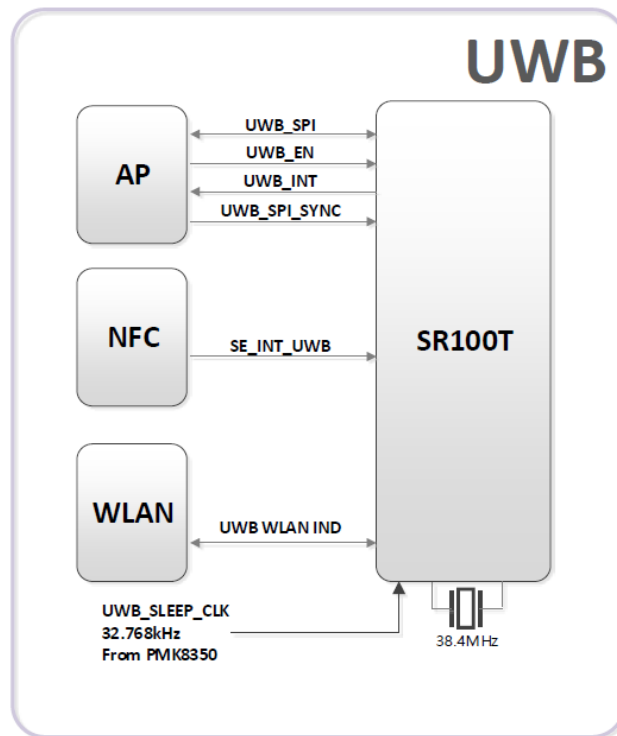 UWB
UWB_SPI
UWB_EN
AP
UWB_INT
UWB_SPI_SYNC
NFC
SR100T
SE_INT_UWB
WLAN
UWB WLAN IND
UWB_SLEEP_CLK
32.768kHz
From PMK8350
38.4MHz